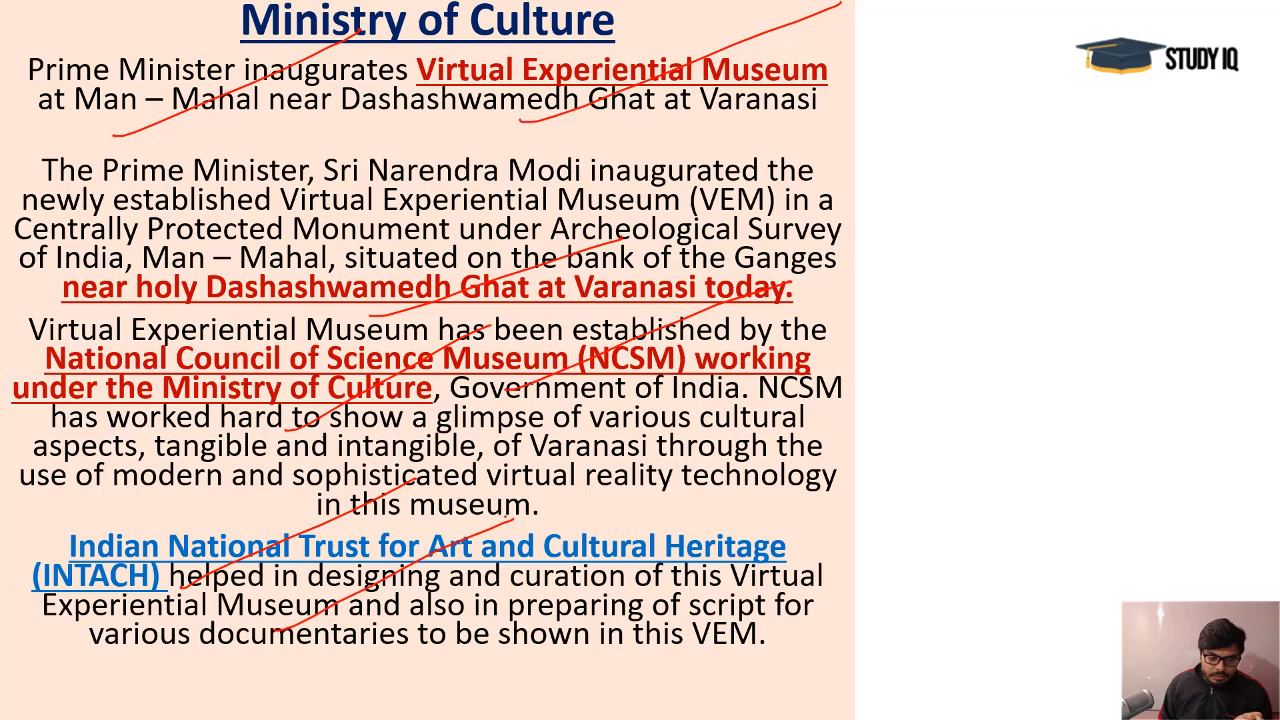 Ministry of Culture
Prime Minister inaugurates Virtual Experiential Museum
at Man – Mahal near Dashashwamedh Ghat at Varanasi
The Prime Minister, Sri Narendra Modi inaugurated the
newly established Virtual Experiential Museum (VEM) in a
Centrally Protected Monument under Archeological Survey
of India, Man – Mahal, situated on the bank of the Ganges
near holy Dashashwamedh Ghat at Varanasi today.
Virtual Experiential Museum has been established by the
National Council of Science Museum (NCSM) working
under the Ministry of Culture, Government of India. NCSM
has worked hard to show a glimpse of various cultural
aspects, tangible and intangible, of Varanasi through the
use of modern and sophisticated virtual reality technology
in this museum.
Indian National Trust for Art and Cultural Heritage
(INTACH) helped in designing and curation of this Virtual
Experiential Museum and also in preparing of script for
various documentaries to be shown in this VEM.
STUDY IQ